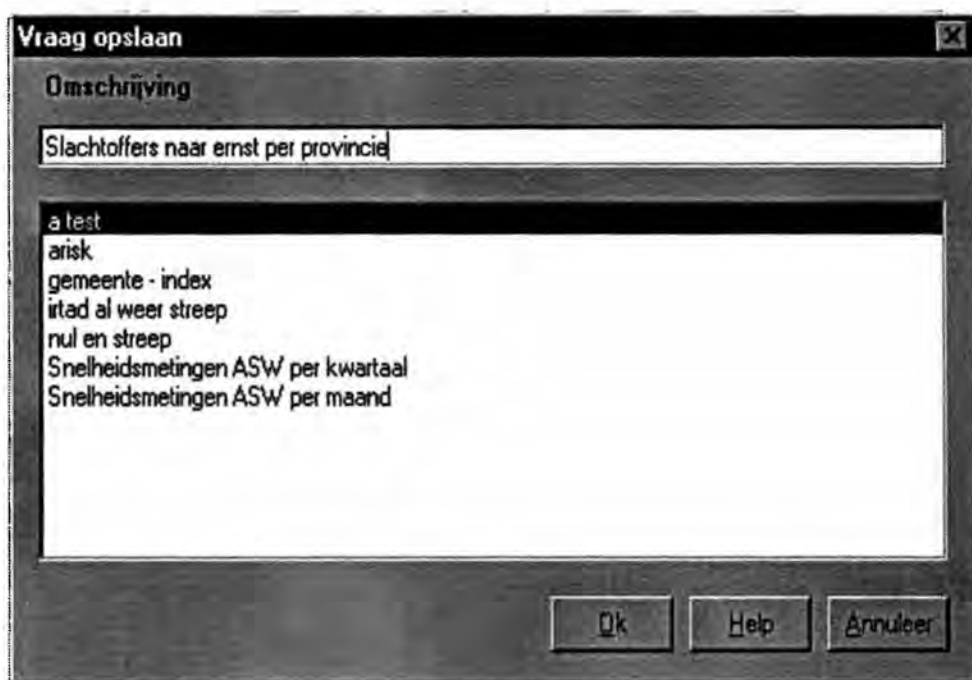 Vraag opslaan
Omschrijving
Slachtoffers naar ernst per provincie
a test
arisk
gemeente - index
irtad al weer streep
nul en streep
Snelheidsmetingen ASW per kwartaal
Snelheidsmetingen ASW per maand
Ok Help Annuleer